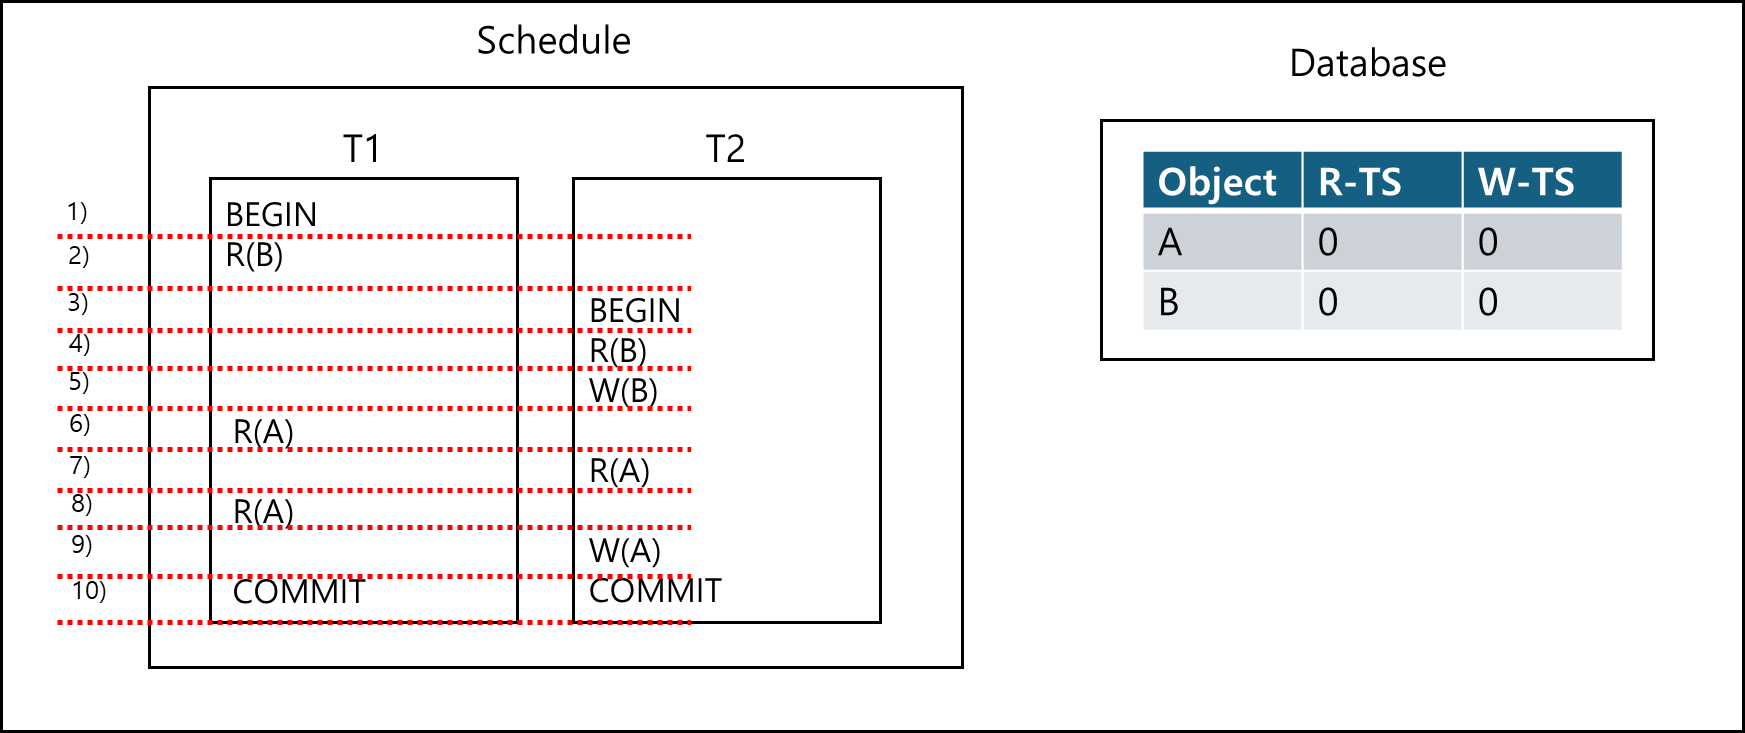 Schedule
Database
T1 T2
Object R-TS W-TS
A 0 0
B 0 0
1) BEGIN
2) R(B)
3) BEGIN
4) R(B)
5) W(B)
6) R(A)
7) R(A)
8) R(A)
9) W(A)
10) COMMIT COMMIT